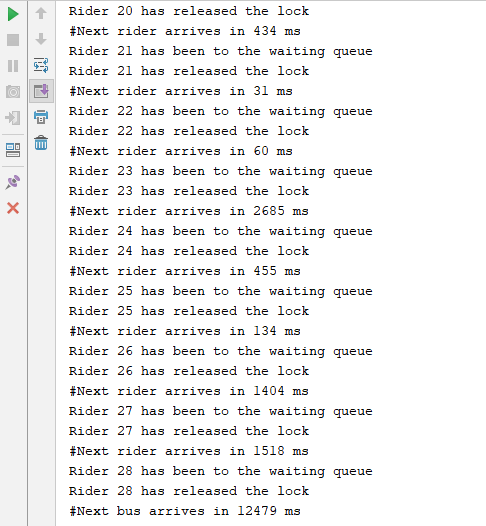 Rider 20 has released the lock
#Next rider arrives in 434 ms
Rider 21 has been to the waiting queue
Rider 21 has released the lock
#Next rider arrives in 31 ms
Rider 22 has been to the waiting queue
Rider 22 has released the lock
#Next rider arrives in 60 ms
Rider 23 has been to the waiting queue
Rider 23 has released the lock
#Next rider arrives in 2685 ms
Rider 24 has been to the waiting queue
Rider 24 has released the lock
#Next rider arrives in 455 ms
Rider 25 has been to the waiting queue
Rider 25 has released the lock
#Next rider arrives in 134 ms
Rider 26 has been to the waiting queue
Rider 26 has released the lock
#Next rider arrives in 1404 ms
Rider 27 has been to the waiting queue
Rider 27 has released the lock
#Next rider arrives in 1518 ms
Rider 28 has been to the waiting queue
Rider 28 has released the lock
#Next bus arrives in 12479 ms